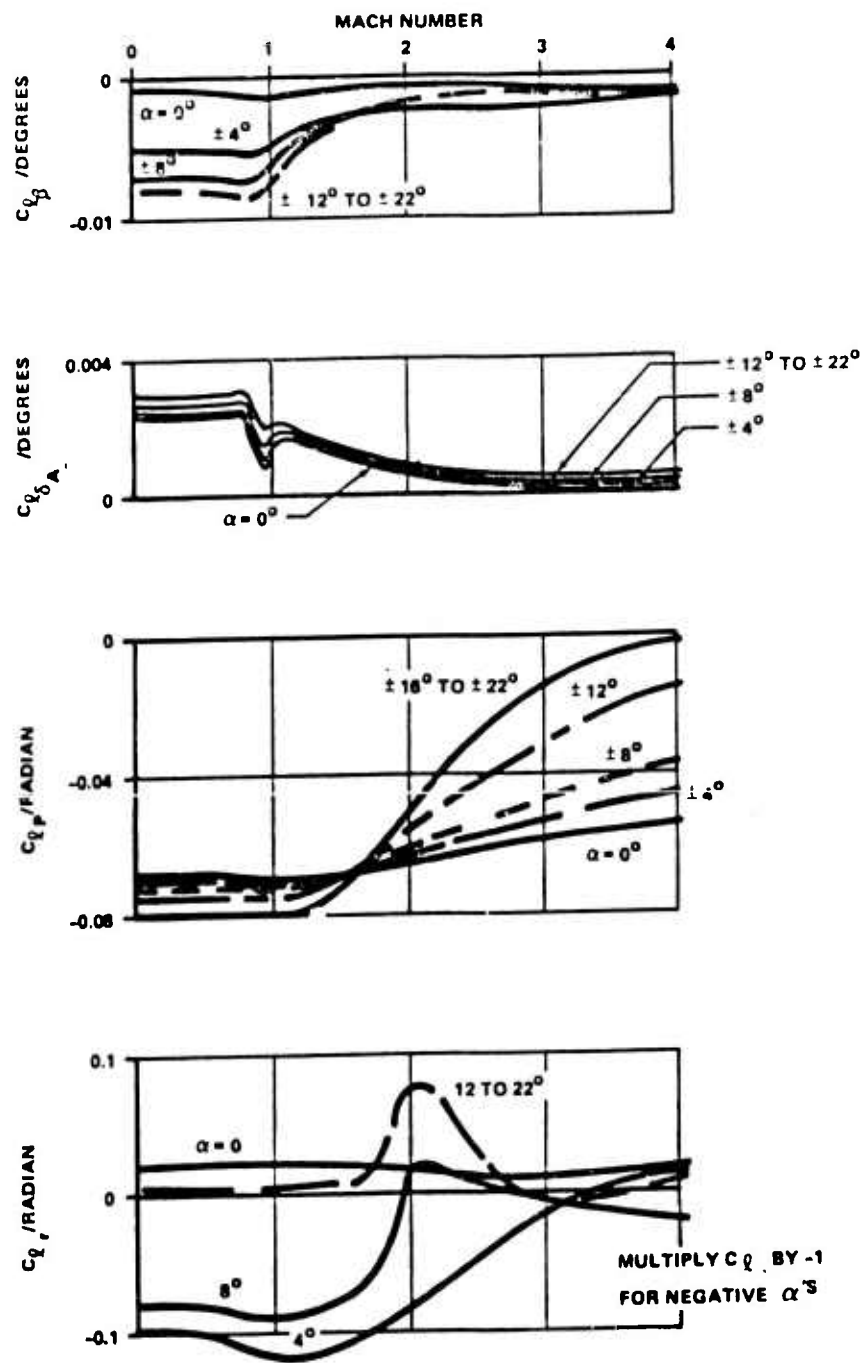 MACH NUMBER
0 1 2 3 4
0
-0.01
C_ℓβ /DEGREES
α = 0°
± 4°
± 8°
± 12° TO ± 22°
0.004
0
C_ℓδA /DEGREES
α = 0°
± 12° TO ± 22°
± 8°
± 4°
0
-0.04
-0.08
C_ℓP /RADIAN
± 16° TO ± 22°
± 12°
± 8°
± 4°
α = 0°
0.1
0
-0.1
C_ℓr /RADIAN
α = 0
12 TO 22°
8°
4°
MULTIPLY C_ℓ BY -1
FOR NEGATIVE α'S